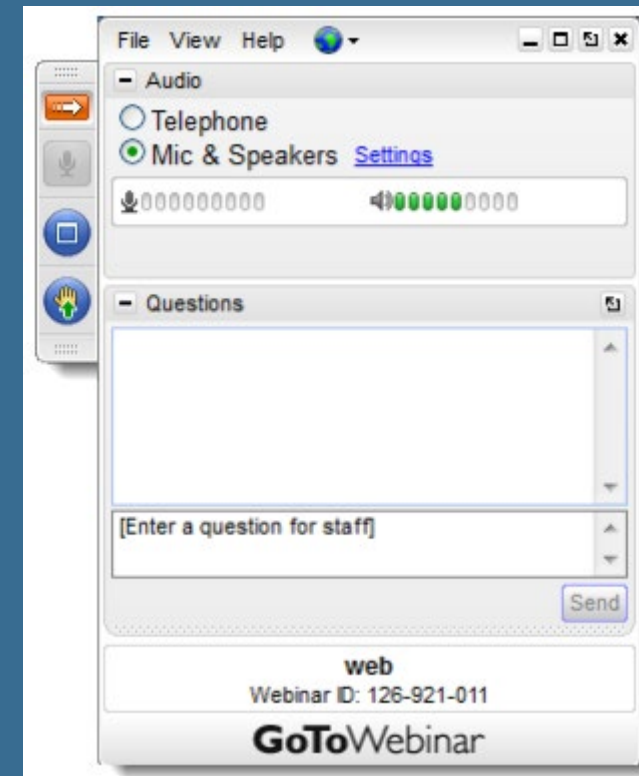 File View Help
Audio
Telephone
Mic & Speakers Settings
Questions
[Enter a question for staff]
Send
web
Webinar ID: 126-921-011
GoToWebinar